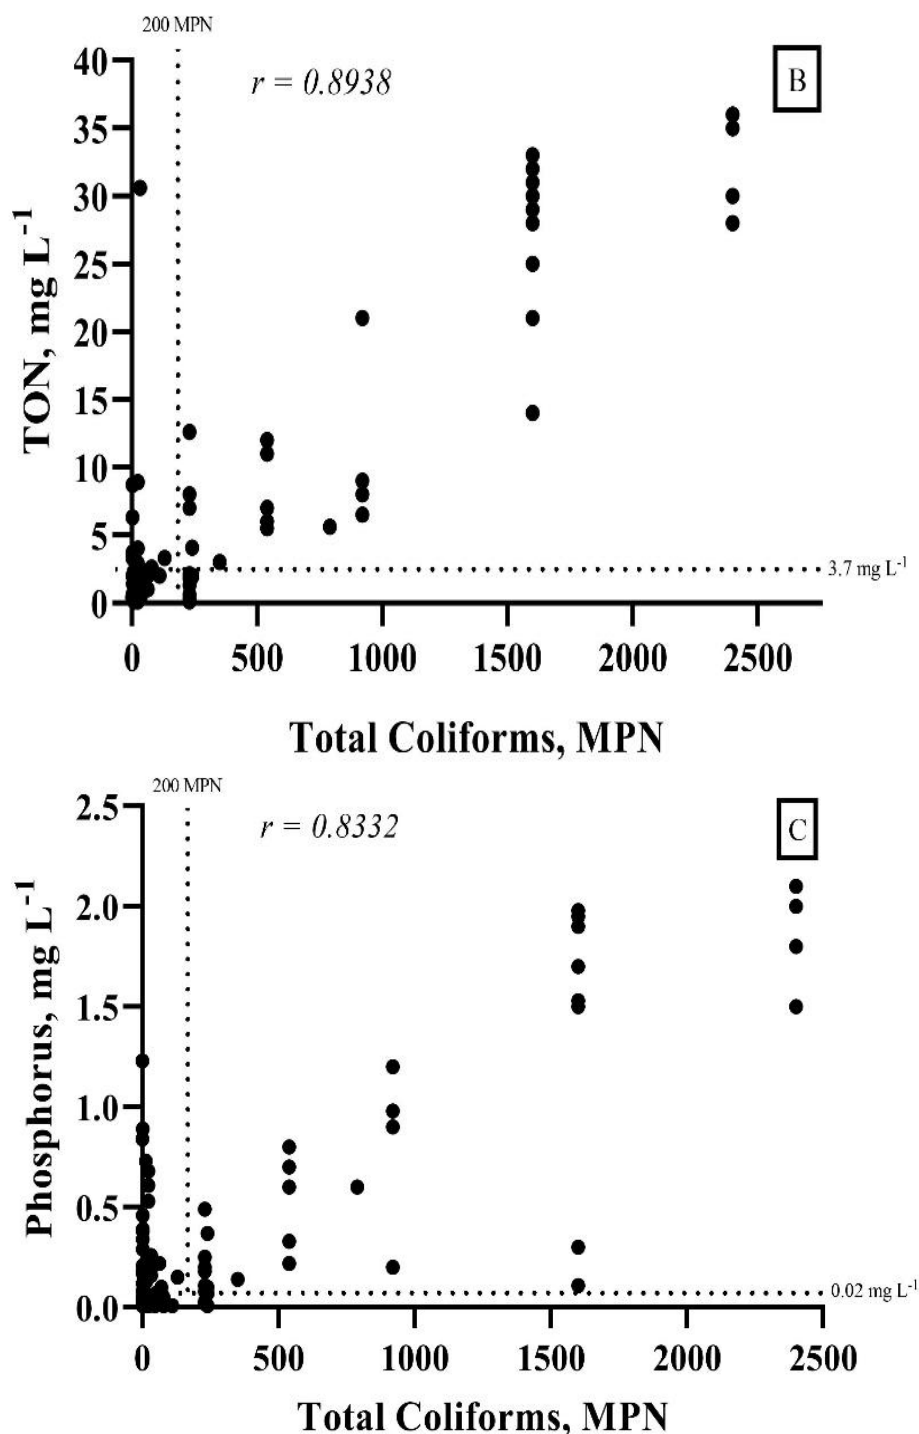 200 MPN
r = 0.8938
B
40
35
30
25
20
15
10
5
0
TON, mg L-1
3.7 mg L-1
0 500 1000 1500 2000 2500
Total Coliforms, MPN
200 MPN
r = 0.8332
C
2.5
2.0
1.5
1.0
0.5
0.0
Phosphorus, mg L-1
0.02 mg L-1
0 500 1000 1500 2000 2500
Total Coliforms, MPN